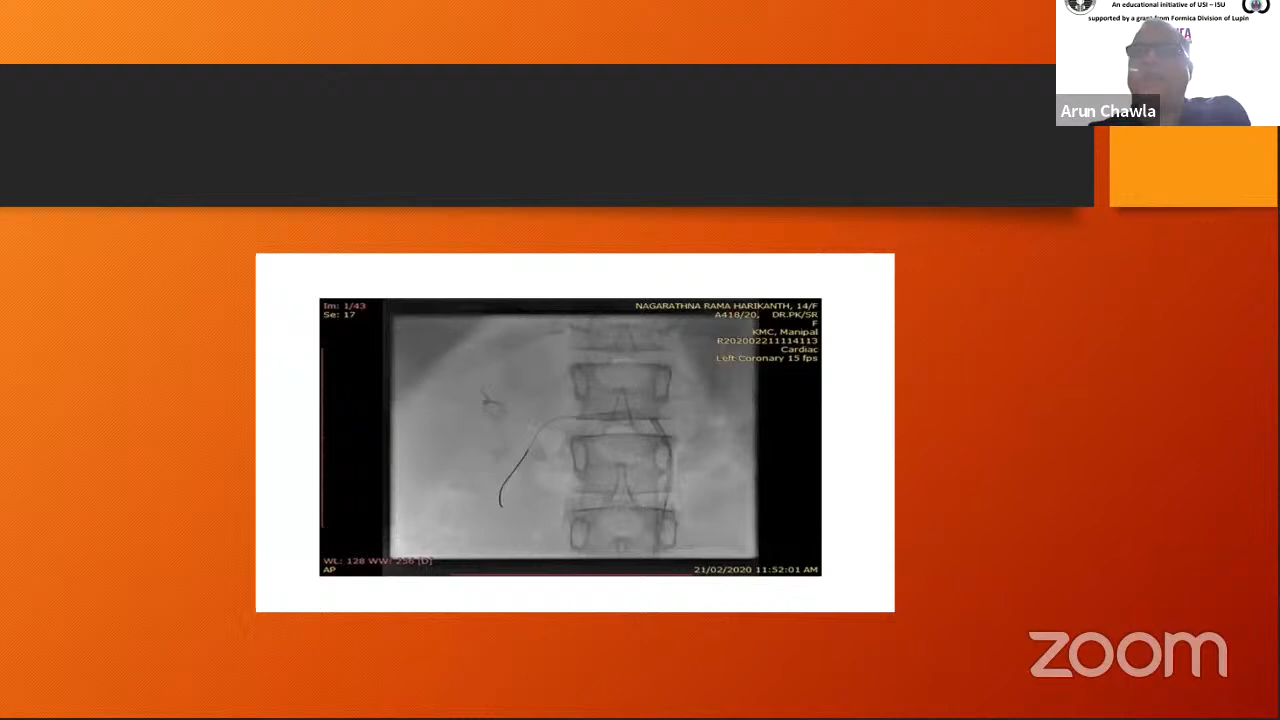 An educational initiative of USI – ISU
supported by a grant from Formica Division of Lupin
Arun Chawla
Im: 1/43
Se: 17
NAGARATHNA RAMA HARIKANTH, 14/F
A418/20, DR.PK/SR
F
KMC, Manipal
R202002211114113
Cardiac
Left Coronary 15 fps
WL: 128 WW: 256 [D]
AP
21/02/2020 11:52:01 AM
zoom